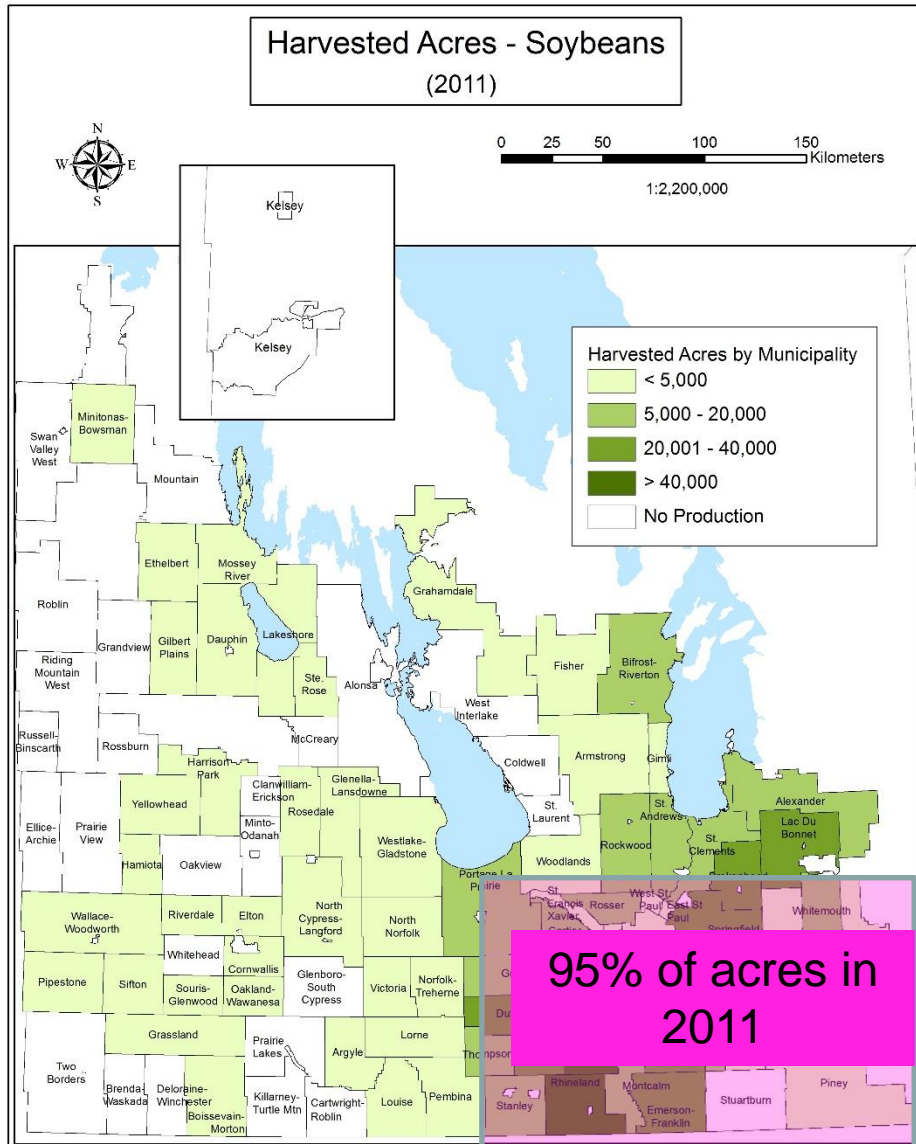 Harvested Acres - Soybeans
(2011)
N
W
E
S
0
50
100
150
Kilometers
1:2,200,000
Kelsey
Kelsey
Harvested Acres by Municipality
< 5,000
5,000 - 20,000
20,001 - 40,000
> 40,000
No Production
Minitonas-
Bowsman
Swan
Valley
West
Mountain
Ethelbert
Mossey
River
Grahamdale
Roblin
Grandview
Gilbert
Plains
Dauphin
Lakeshore
Fisher
Bifrost-
Riverton
Riding
Mountain
West
Ste.
Rose
Alonsa
West
Interlake
Russell-
Binscarth
Rossburn
McCreary
Armstrong
Gimli
Coldwell
Harrison
Park
Clanwilliam-
Erickson
Glenella-
Lansdowne
Rosedale
Yellowhead
Ellice-
Archie
Prairie
View
Minto-
Odanah
St.
Laurent
St.
Andrews
Alexander
Lac Du
Bonnet
Hamiota
Oakview
Westlake-
Gladstone
Woodlands
Rockwood
St.
Clements
Portage La
Prairie
Wallace-
Woodworth
Riverdale
Elton
North
Cypress-
Langford
North
Norfolk
St.
Francis
Xavier
Rosser
West St.
Paul
East St
Paul
Springfield
Whitemouth
Whitehead
Cornwallis
Pipestone
Sifton
Souris-
Glenwood
Oakland-
Wawanesa
Glenboro-
South
Cypress
Victoria
Norfolk-
Treherne
95% of acres in
2011
Grassland
Prairie
Lakes
Argyle
Lorne
Thompson
Two
Borders
Brenda-
Waskada
Deloraine-
Winchester
Boissevain-
Morton
Killarney-
Turtle Mtn
Cartwright-
Roblin
Louise
Pembina
Stanley
Rhineland
Montcalm
Emerson-
Franklin
Stuartburn
Piney